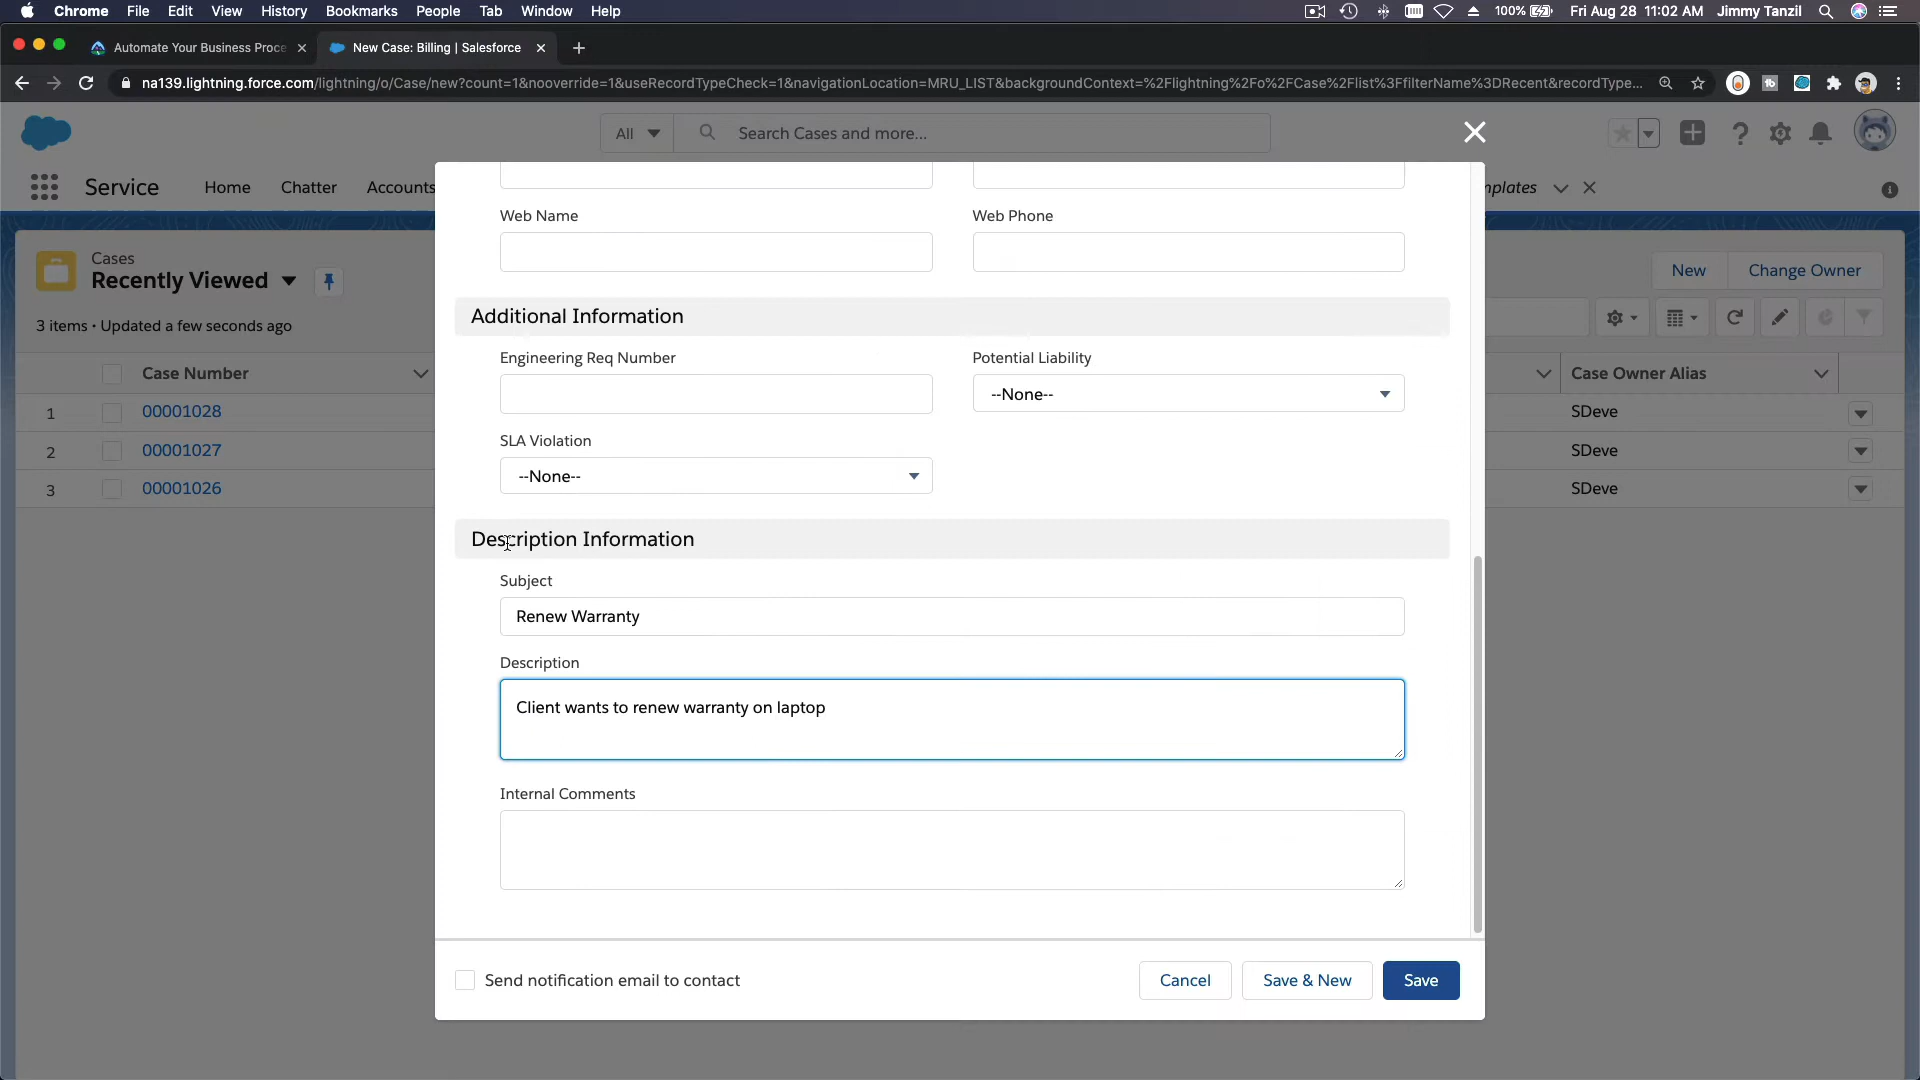 Chrome File Edit View History Bookmarks People Tab Window Help 100% Fri Aug 28 11:02 AM Jimmy Tanzil
Automate Your Business Proce New Case: Billing | Salesforce
na139.lightning.force.com/lightning/o/Case/new?count=1&nooverride=1&useRecordTypeCheck=1&navigationLocation=MRU_LIST&backgroundContext=%2Flightning%2Fo%2FCase%2Flist%3FfilterName%3DRecent&recordType...
All Search Cases and more...
Service Home Chatter Accounts mplates
Cases
Recently Viewed
New Change Owner
3 items • Updated a few seconds ago
Case Number Case Owner Alias
1 00001028 SDeve
2 00001027 SDeve
3 00001026 SDeve
Web Name Web Phone
Additional Information
Engineering Req Number Potential Liability
--None--
SLA Violation
--None--
Description Information
Subject
Renew Warranty
Description
Client wants to renew warranty on laptop
Internal Comments
Send notification email to contact Cancel Save & New Save